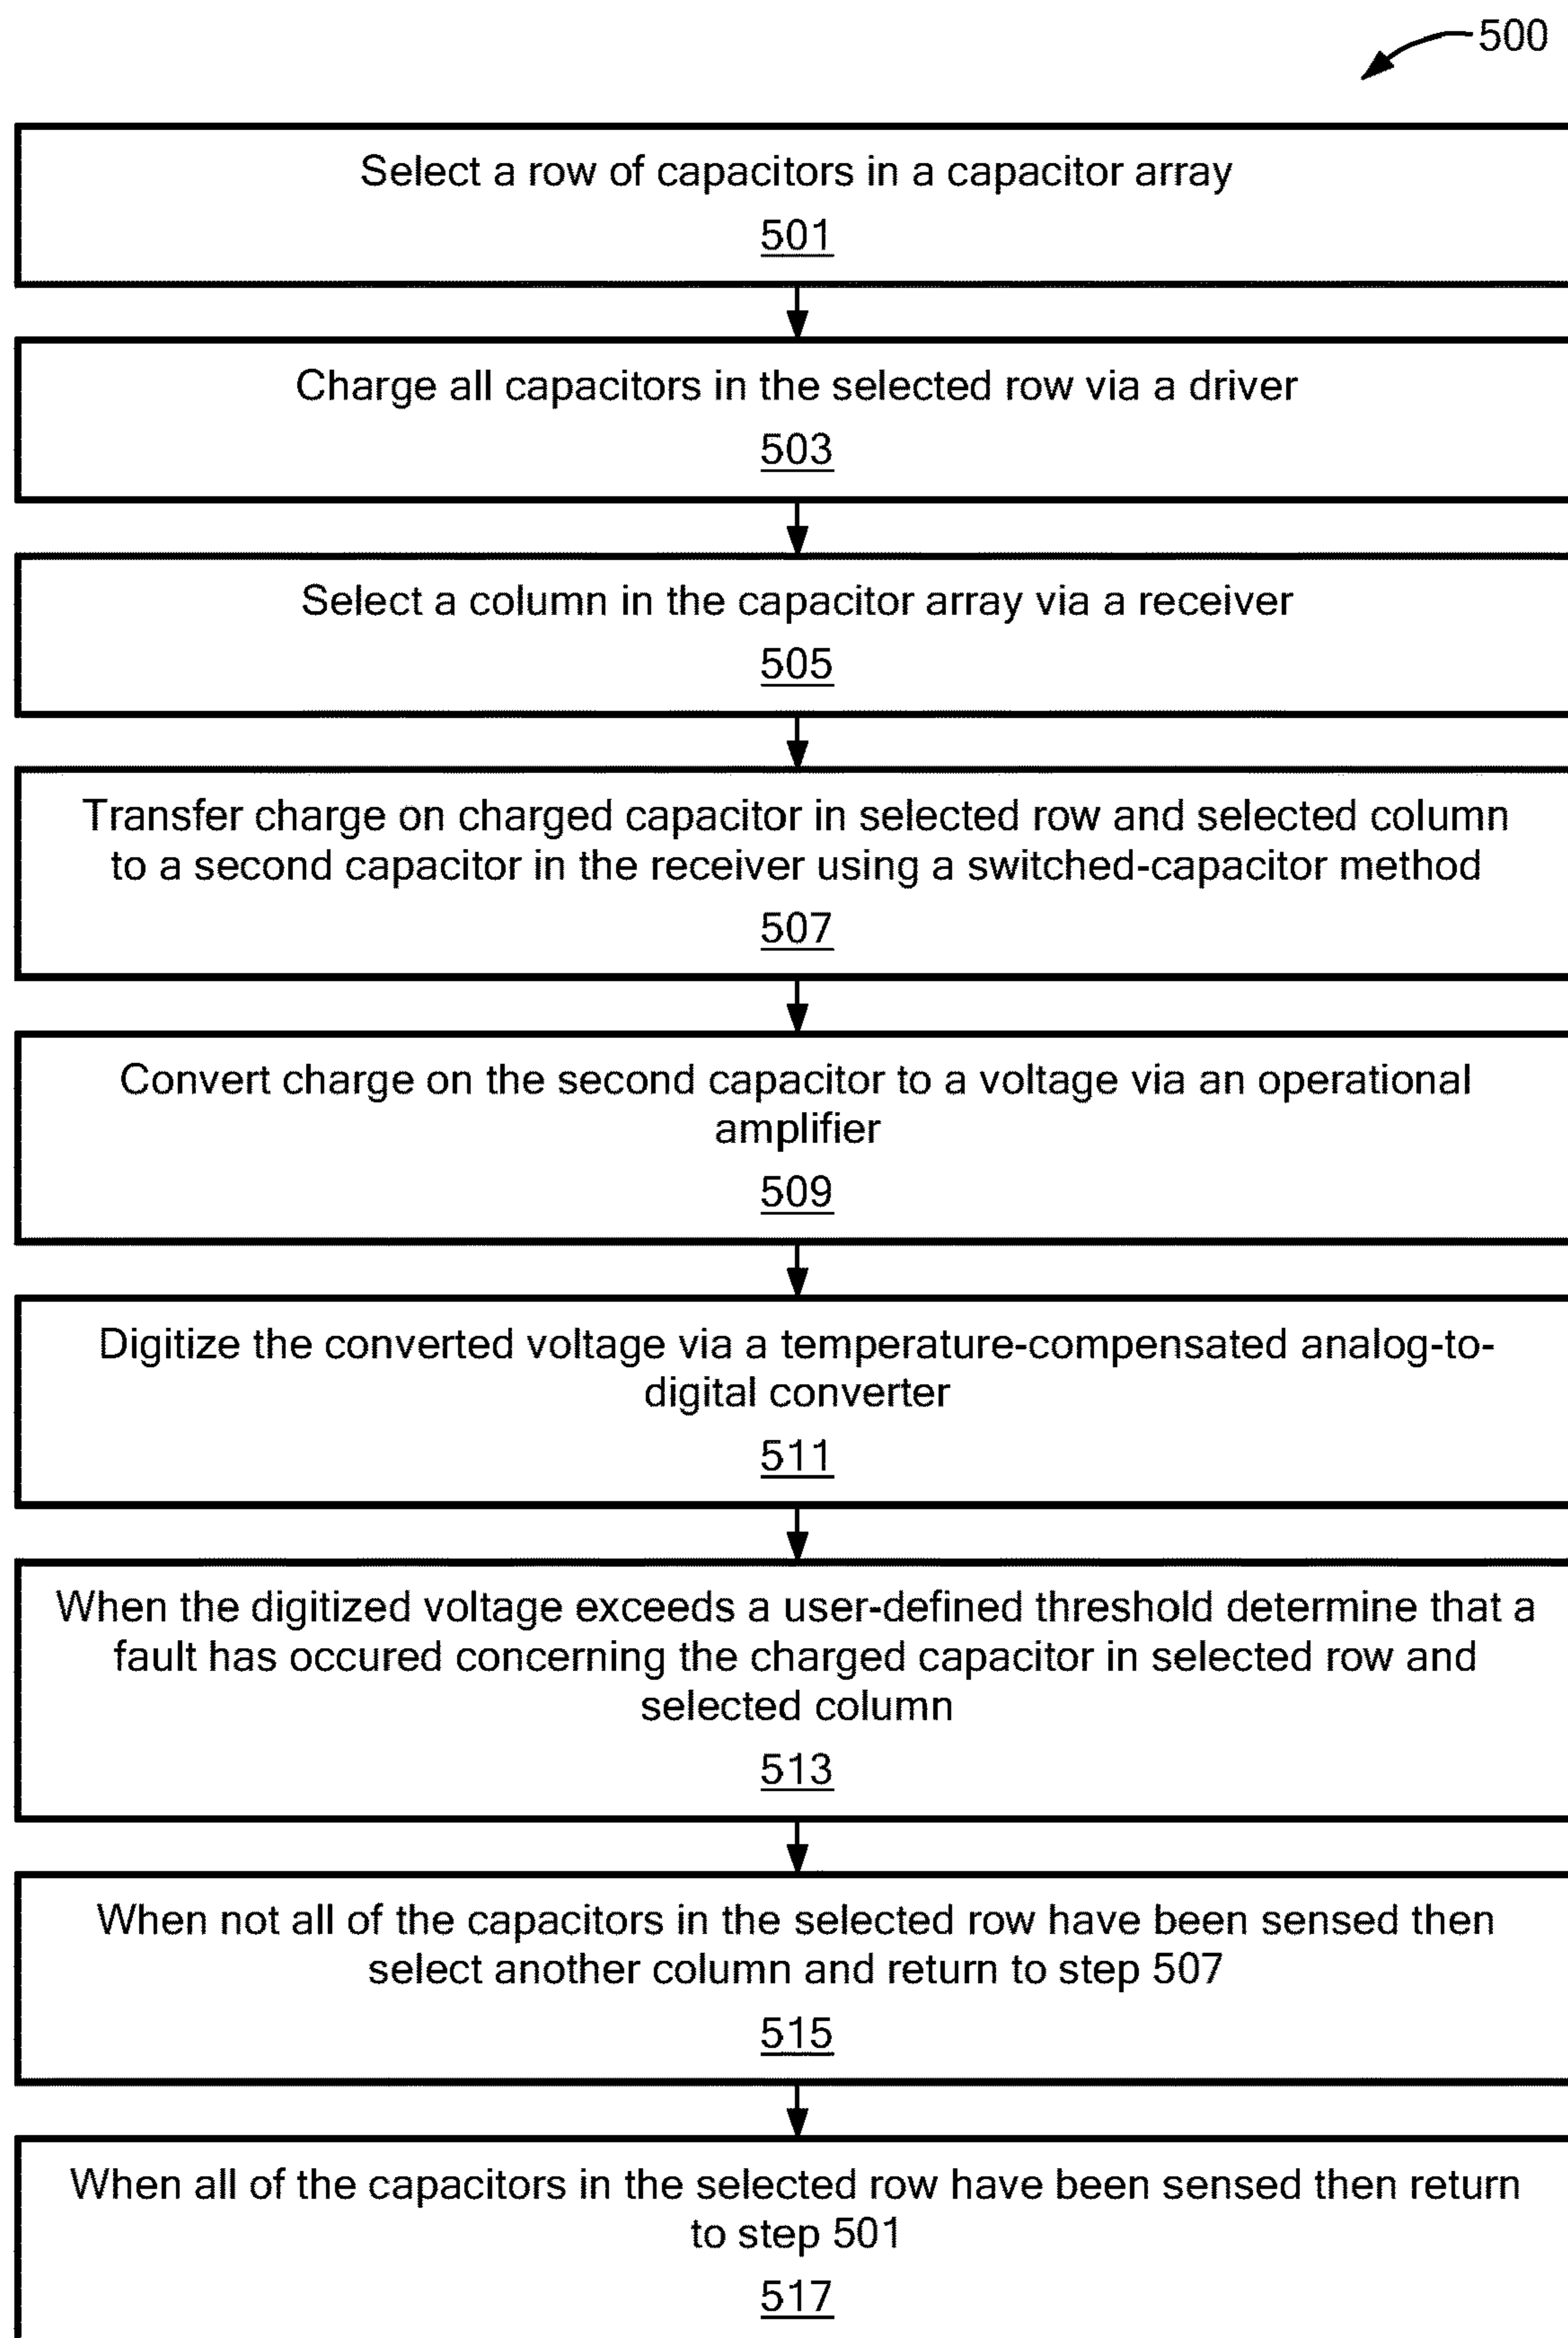 500
Select a row of capacitors in a capacitor array
501
Charge all capacitors in the selected row via a driver
503
Select a column in the capacitor array via a receiver
505
Transfer charge on charged capacitor in selected row and selected column
to a second capacitor in the receiver using a switched-capacitor method
507
Convert charge on the second capacitor to a voltage via an operational
amplifier
509
Digitize the converted voltage via a temperature-compensated analog-to-
digital converter
511
When the digitized voltage exceeds a user-defined threshold determine that a
fault has occured concerning the charged capacitor in selected row and
selected column
513
When not all of the capacitors in the selected row have been sensed then
select another column and return to step 507
515
When all of the capacitors in the selected row have been sensed then return
to step 501
517